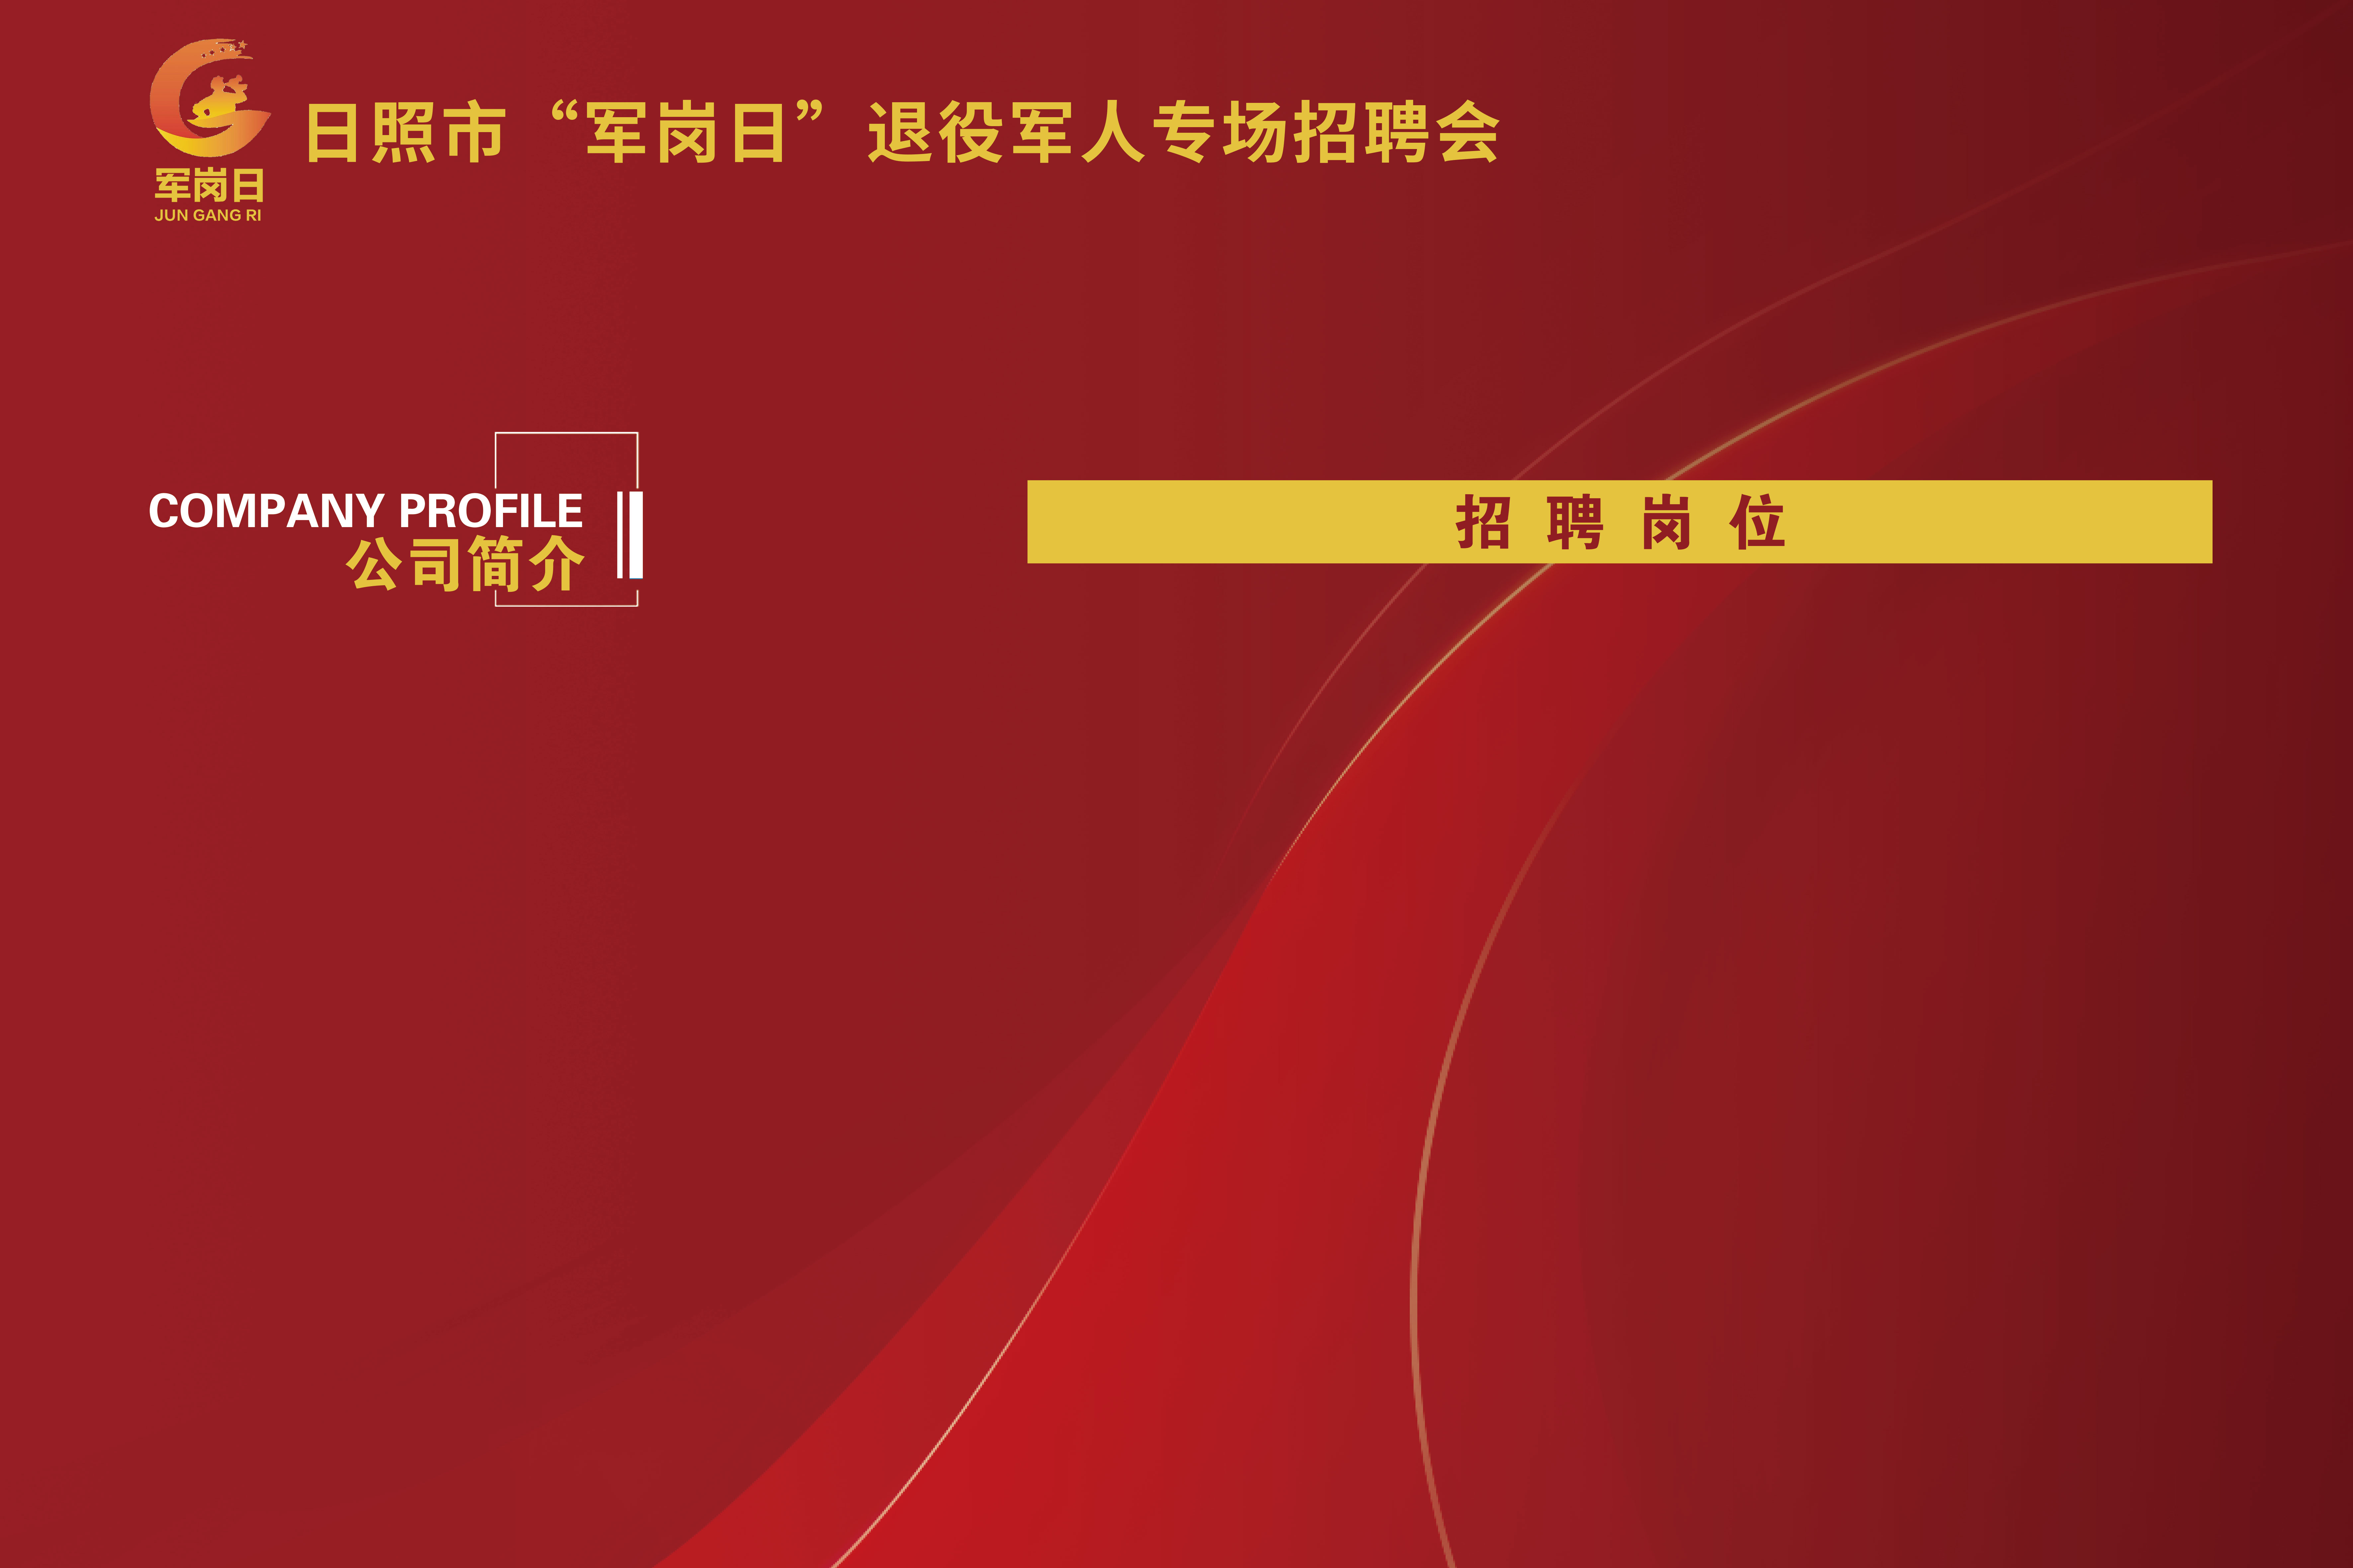 日照市“军岗日” 退役军人专场招聘会
军岗日
JUN GANG RI
COMPANY PROFILE
公司简介
招聘岗位